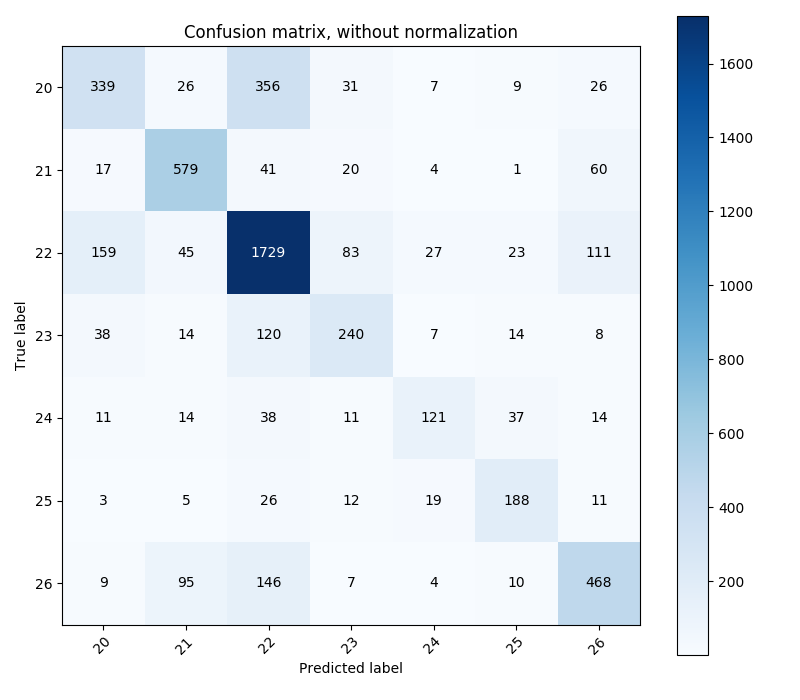 Confusion matrix, without normalization
20 339 26 356 31 7 9 26
21 17 579 41 20 4 1 60
22 159 45 1729 83 27 23 111
23 38 14 120 240 7 14 8
24 11 14 38 11 121 37 14
25 3 5 26 12 19 188 11
26 9 95 146 7 4 10 468
20 21 22 23 24 25 26
True label
Predicted label
1600
1400
1200
1000
800
600
400
200